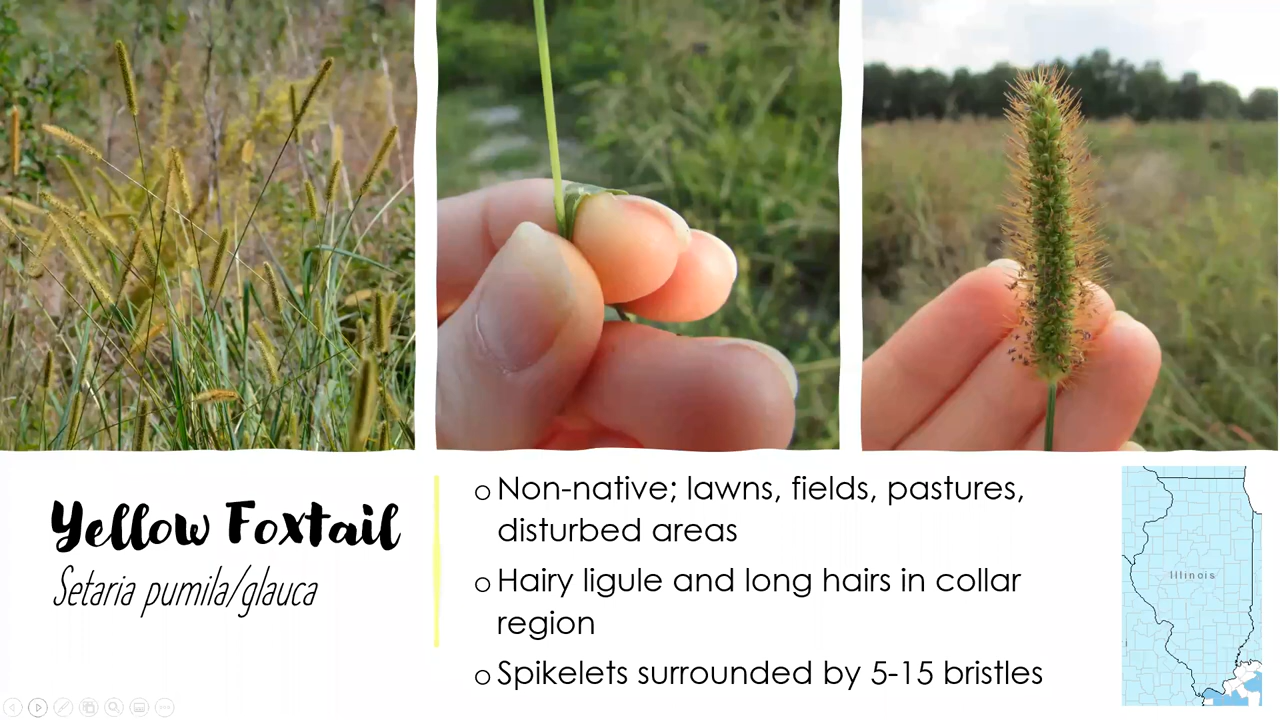 Yellow Foxtail
Setaria pumila/glauca
o Non-native; lawns, fields, pastures,
disturbed areas
o Hairy ligule and long hairs in collar
region
o Spikelets surrounded by 5-15 bristles
Illinois